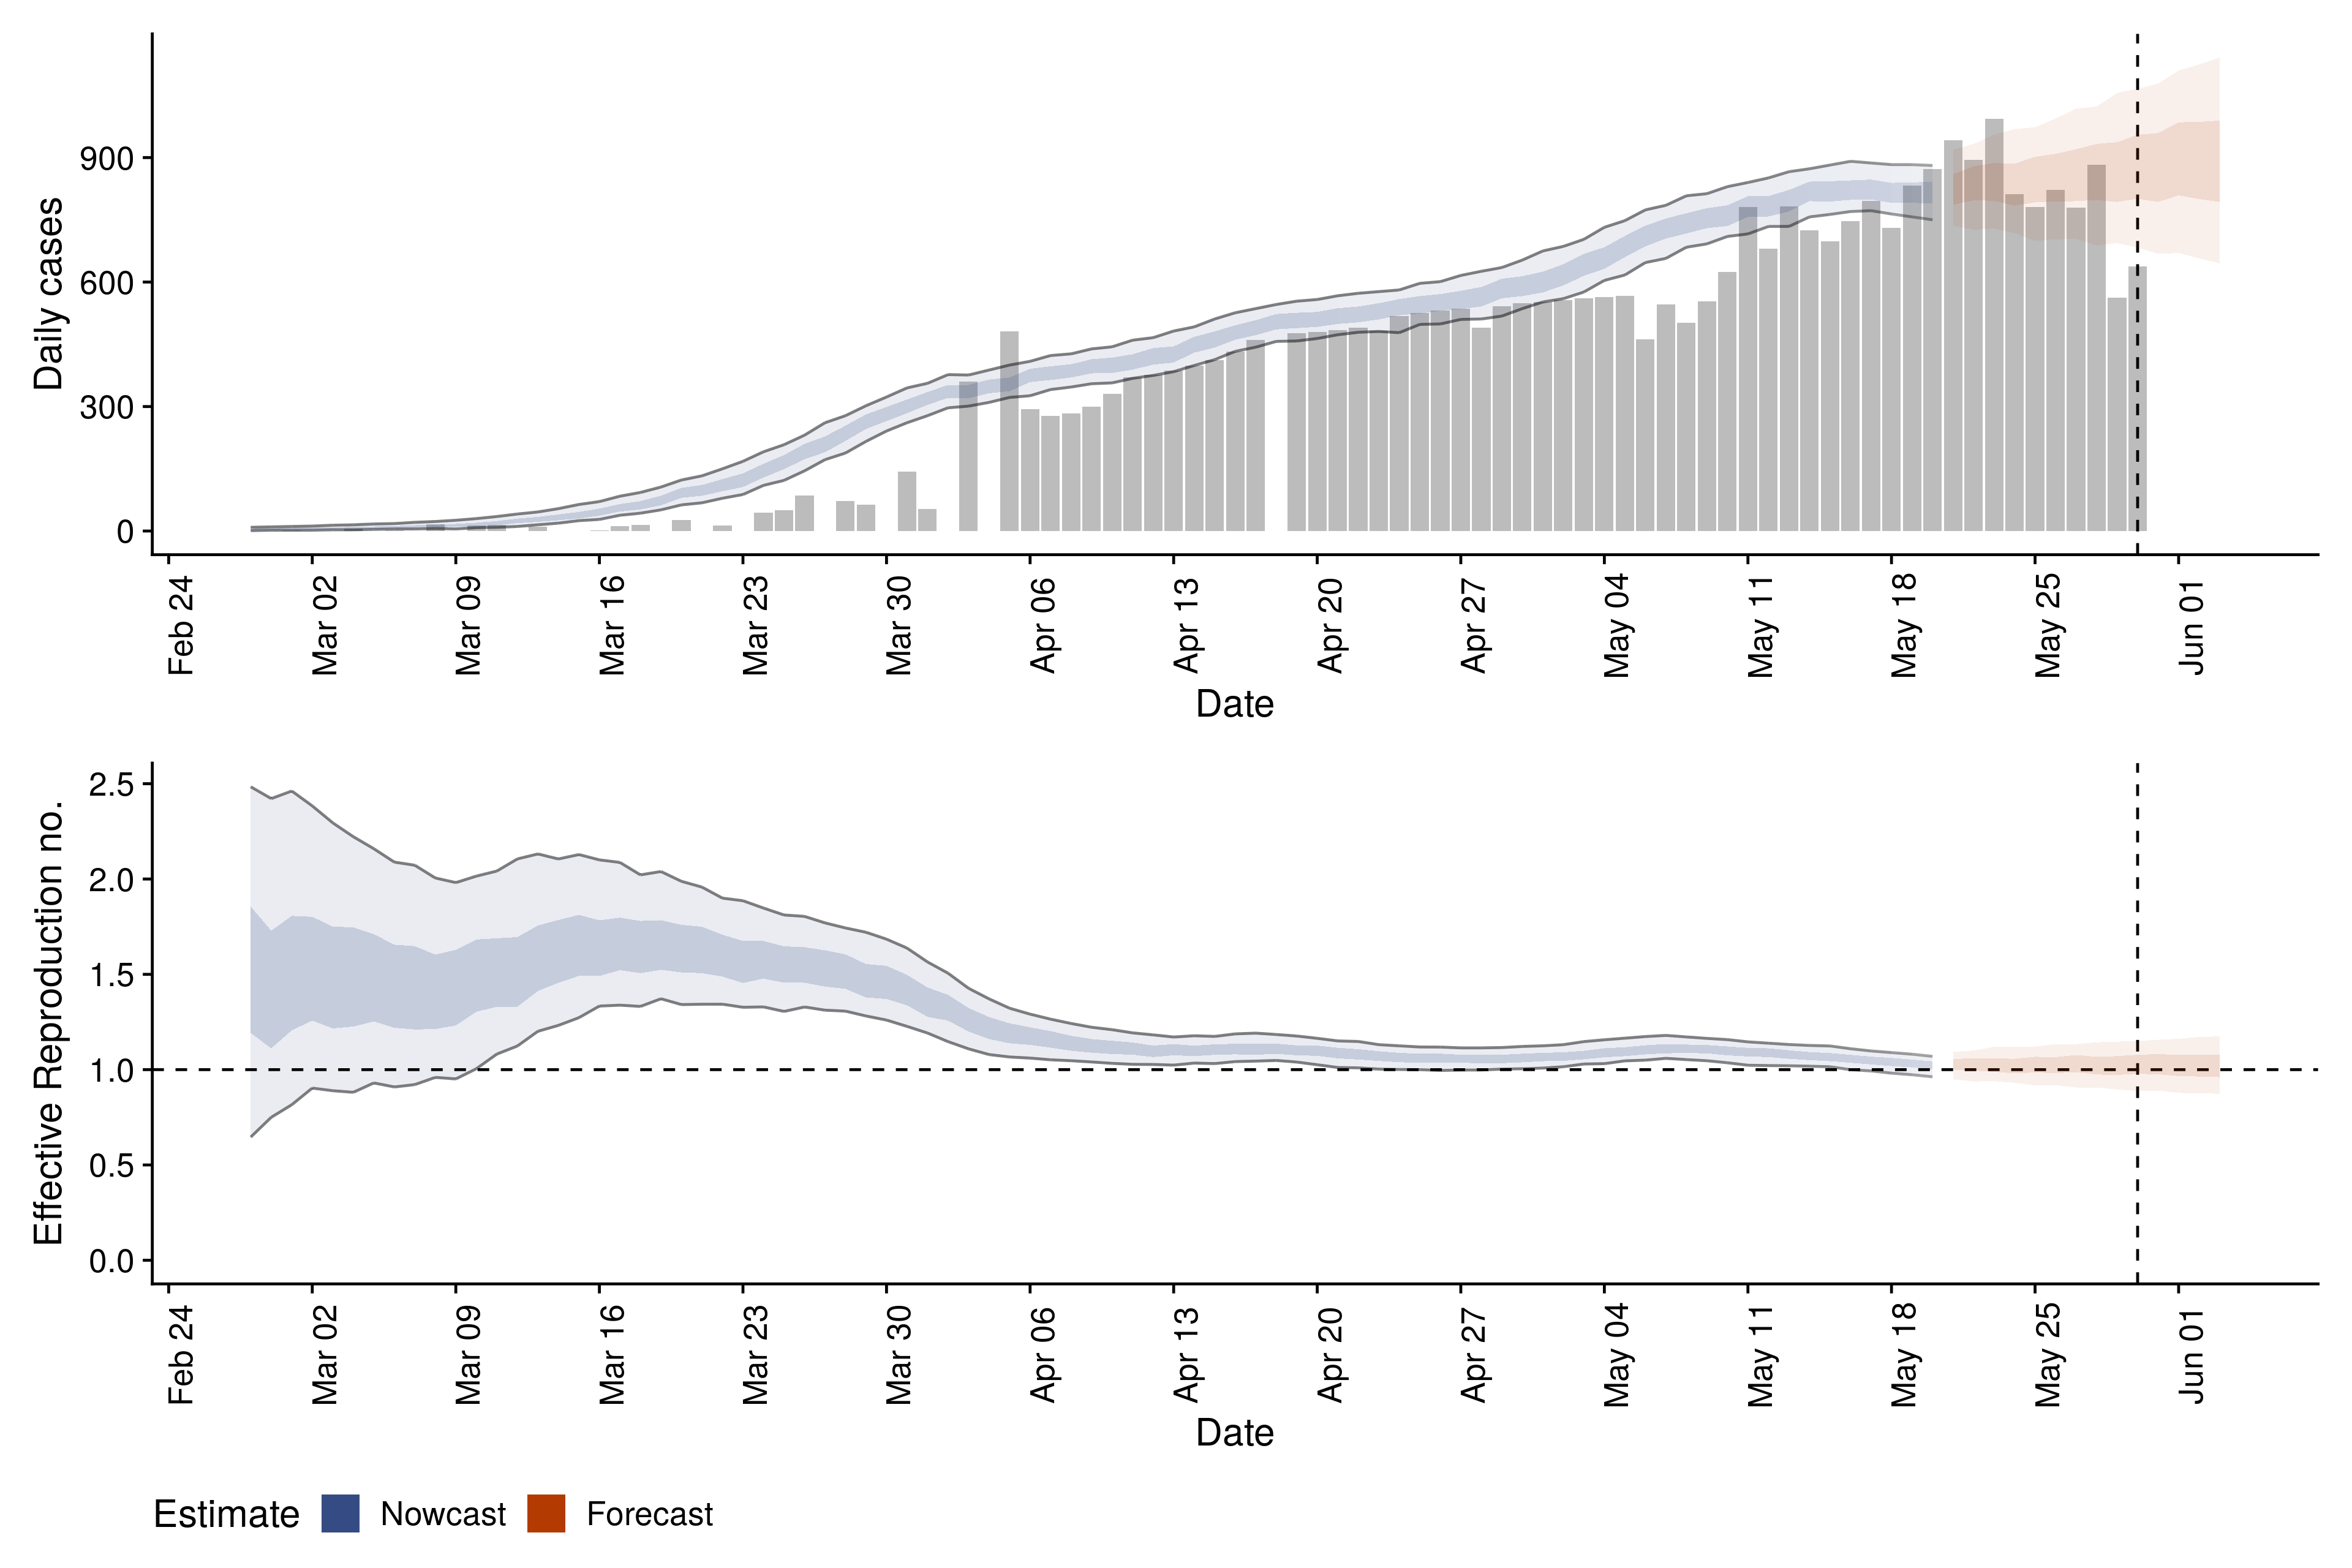 Daily cases
900
600
300
0
Feb 24
Mar 02
Mar 09
Mar 16
Mar 23
Mar 30
Apr 06
Apr 13
Apr 20
Apr 27
May 04
May 11
May 18
May 25
Jun 01
Date
Effective Reproduction no.
2.5
2.0
1.5
1.0
0.5
0.0
Feb 24
Mar 02
Mar 09
Mar 16
Mar 23
Mar 30
Apr 06
Apr 13
Apr 20
Apr 27
May 04
May 11
May 18
May 25
Jun 01
Date
Estimate Nowcast Forecast